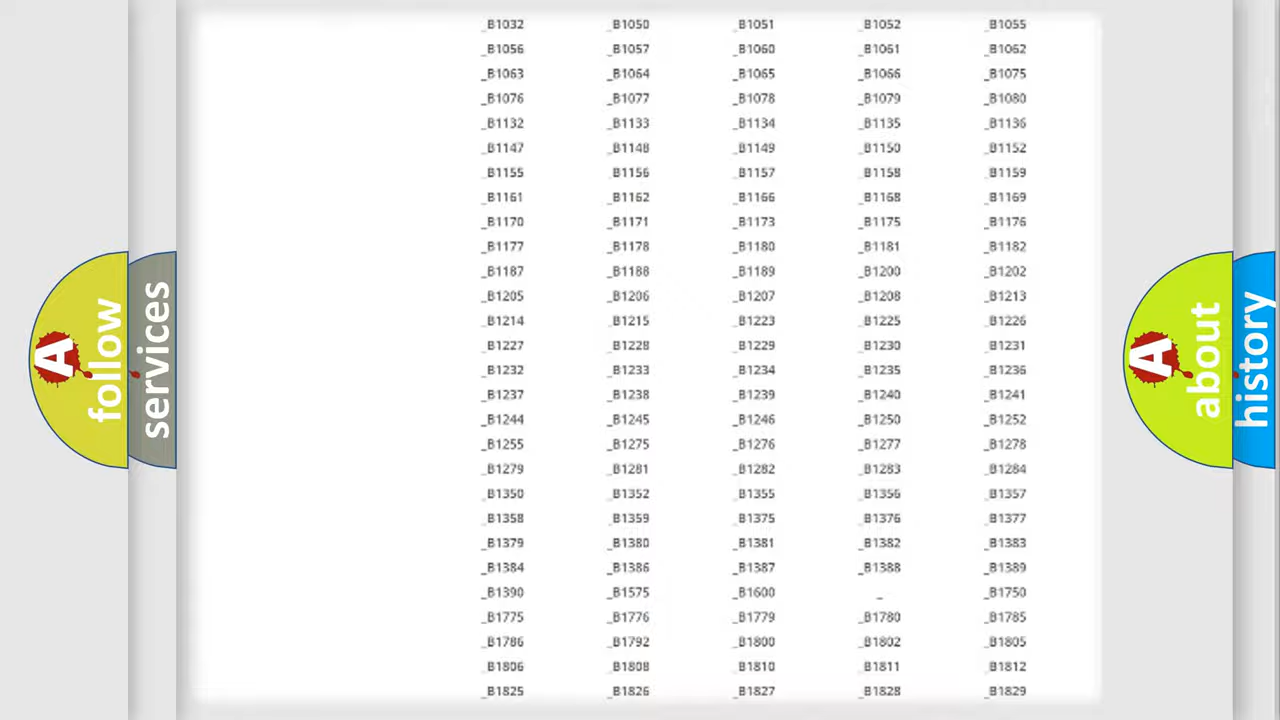 _B1032 _B1050 _B1051 _B1052 _B1055
_B1056 _B1057 _B1060 _B1061 _B1062
_B1063 _B1064 _B1065 _B1066 _B1075
_B1076 _B1077 _B1078 _B1079 _B1080
_B1132 _B1133 _B1134 _B1135 _B1136
_B1147 _B1148 _B1149 _B1150 _B1152
_B1155 _B1156 _B1157 _B1158 _B1159
_B1161 _B1162 _B1166 _B1168 _B1169
_B1170 _B1171 _B1173 _B1175 _B1176
_B1177 _B1178 _B1180 _B1181 _B1182
_B1187 _B1188 _B1189 _B1200 _B1202
_B1205 _B1206 _B1207 _B1208 _B1213
_B1214 _B1215 _B1223 _B1225 _B1226
_B1227 _B1228 _B1229 _B1230 _B1231
_B1232 _B1233 _B1234 _B1235 _B1236
_B1237 _B1238 _B1239 _B1240 _B1241
_B1244 _B1245 _B1246 _B1250 _B1252
_B1255 _B1275 _B1276 _B1277 _B1278
_B1279 _B1281 _B1282 _B1283 _B1284
_B1350 _B1352 _B1355 _B1356 _B1357
_B1358 _B1359 _B1375 _B1376 _B1377
_B1379 _B1380 _B1381 _B1382 _B1383
_B1384 _B1386 _B1387 _B1388 _B1389
_B1390 _B1575 _B1600 _ _B1750
_B1775 _B1776 _B1779 _B1780 _B1785
_B1786 _B1792 _B1800 _B1802 _B1805
_B1806 _B1808 _B1810 _B1811 _B1812
_B1825 _B1826 _B1827 _B1828 _B1829
A
follow
services
A
about
history